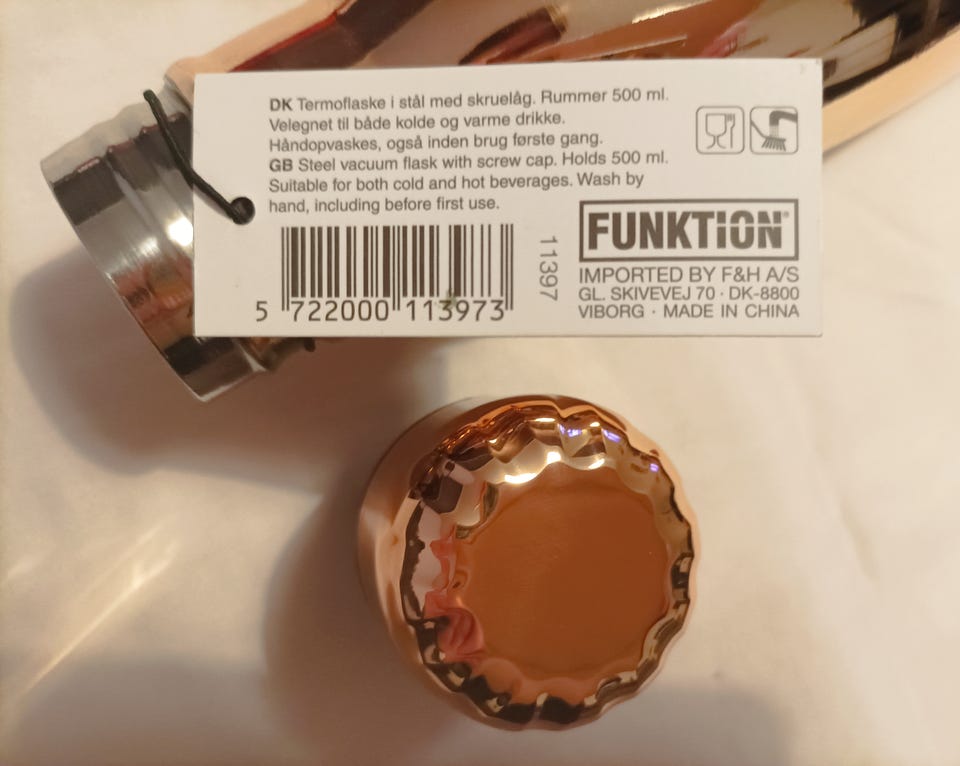 DK Termoflaske i stål med skruelåg. Rummer 500 ml.
Velegnet til både kolde og varme drikke.
Håndopvaskes, også inden brug første gang.
GB Steel vacuum flask with screw cap. Holds 500 ml.
Suitable for both cold and hot beverages. Wash by
hand, including before first use.
5 722000 113973
11397
FUNKTION®
IMPORTED BY F&H A/S
GL. SKIVEVEJ 70 · DK-8800
VIBORG · MADE IN CHINA